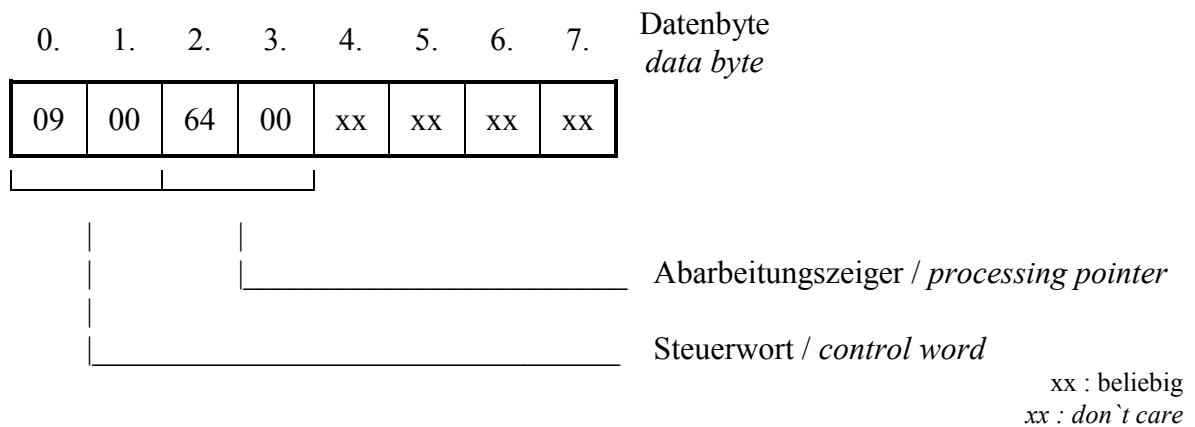 0. 1. 2. 3. 4. 5. 6. 7. Datenbyte
data byte
09 00 64 00 xx xx xx xx
Abarbeitungszeiger / processing pointer
Steuerwort / control word
xx : beliebig
xx : don`t care